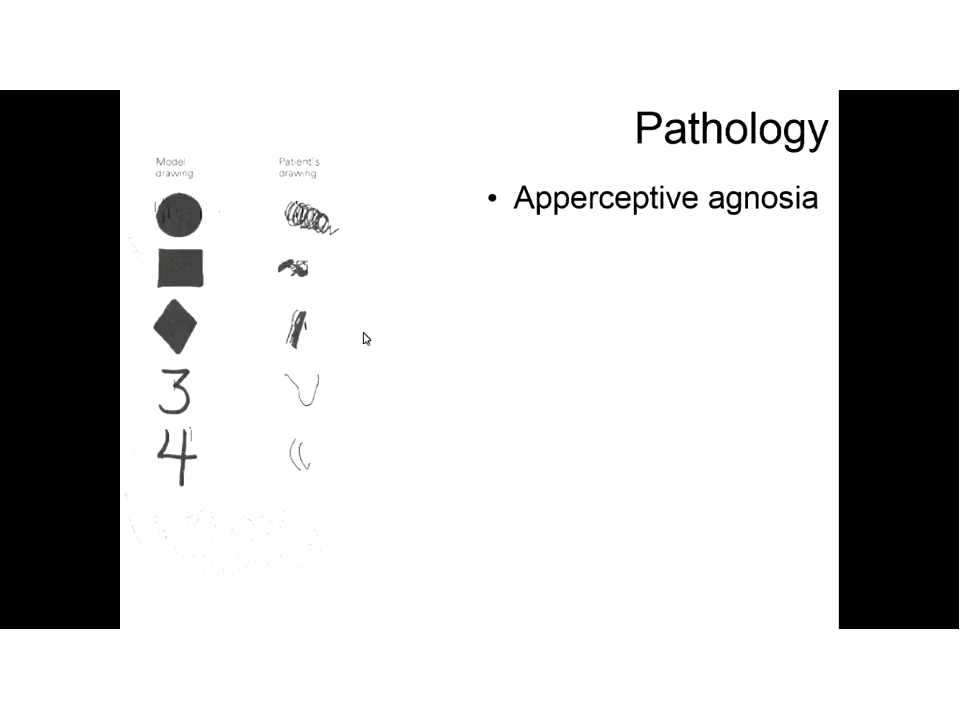 Pathology
Model
drawing
Patient's
drawing
• Apperceptive agnosia
3
4